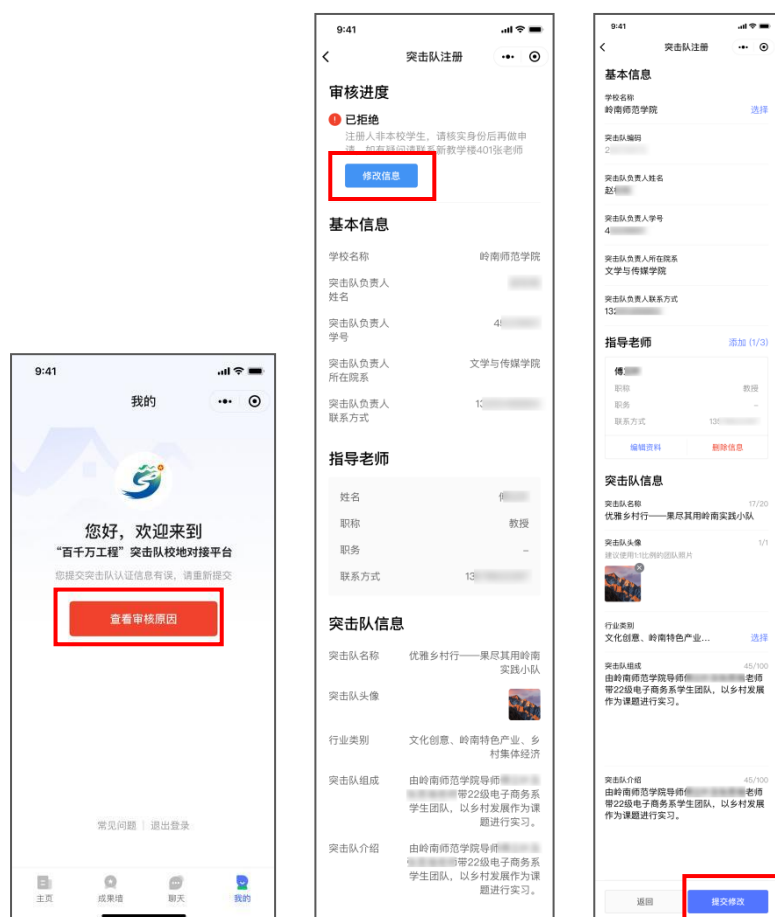 9:41
我的
您好，欢迎来到
“百千万工程”突击队校地对接平台
您提交突击队认证信息有误，请重新提交
查看审核原因
常见问题 | 退出登录
主页
成果墙
聊天
我的
9:41
突击队注册
审核进度
已拒绝
注册人非本校学生，请核实身份后再做申
请，如有疑问请联系新教学楼401张老师
修改信息
基本信息
学校名称 岭南师范学院
突击队负责人
姓名
突击队负责人
学号
4
突击队负责人
所在院系
文学与传媒学院
突击队负责人
联系方式
13
指导老师
姓名
职称 教授
职务 –
联系方式 13
突击队信息
突击队名称 优雅乡村行——果尽其用岭南
实践小队
突击队头像
行业类别 文化创意、岭南特色产业、乡
村集体经济
突击队组成 由岭南师范学院导师
带22级电子商务系
学生团队，以乡村发展作为课
题进行实习。
突击队介绍 由岭南师范学院导师
带22级电子商务系
学生团队，以乡村发展作为课
题进行实习。
9:41
突击队注册
基本信息
学校名称
岭南师范学院 选择
突击队编码
2
突击队负责人姓名
赵
突击队负责人学号
4
突击队负责人所在院系
文学与传媒学院
突击队负责人联系方式
132
指导老师 添加 (1/3)
傅
职称 教授
职务 –
联系方式 13
编辑资料 删除信息
突击队信息
突击队名称 17/20
优雅乡村行——果尽其用岭南实践小队
突击队头像 1/1
建议使用1:1比例的团队照片
行业类别
文化创意、岭南特色产业... 选择
突击队组成 45/100
由岭南师范学院导师 老师
带22级电子商务系学生团队，以乡村发展
作为课题进行实习。
突击队介绍 45/100
由岭南师范学院导师 老师
带22级电子商务系学生团队，以乡村发展
作为课题进行实习。
返回 提交修改